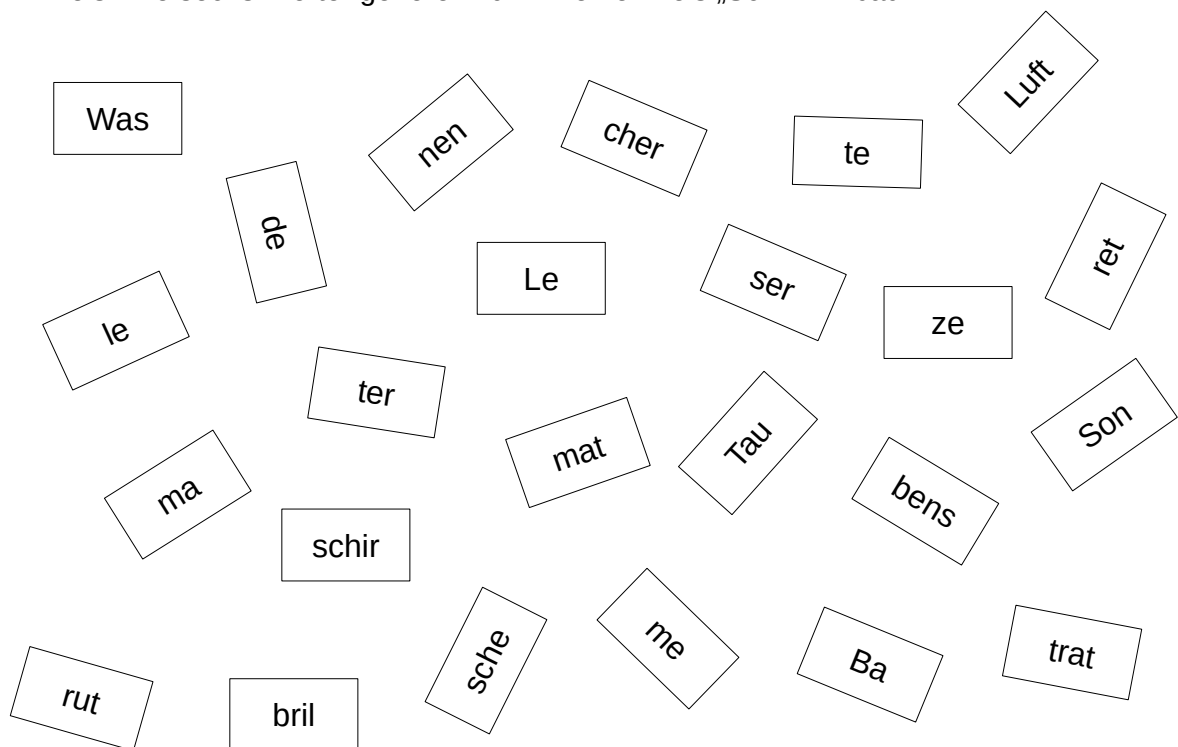 Was
nen
cher
te
Luft
de
ret
Le
ser
le
ze
ter
Son
mat
Tau
ma
bens
schir
me
sche
Ba
trat
rut
bril